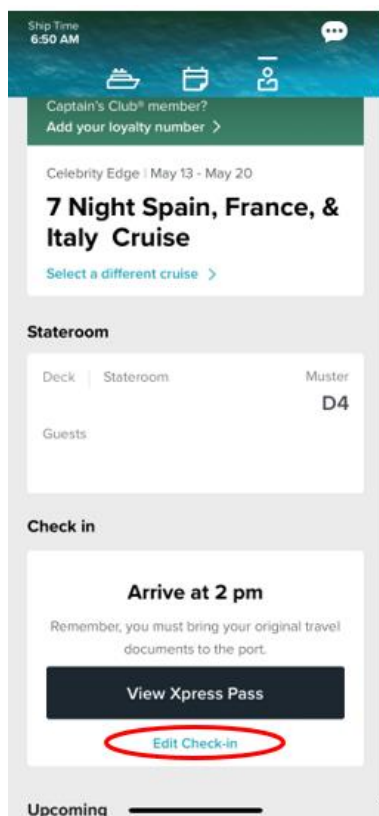 Ship Time
6:50 AM
Captain's Club® member?
Add your loyalty number >
Celebrity Edge | May 13 - May 20
7 Night Spain, France, &
Italy Cruise
Select a different cruise >
Stateroom
Deck | Stateroom Muster
D4
Guests
Check in
Arrive at 2 pm
Remember, you must bring your original travel
documents to the port.
View Xpress Pass
Edit Check-in
Upcoming